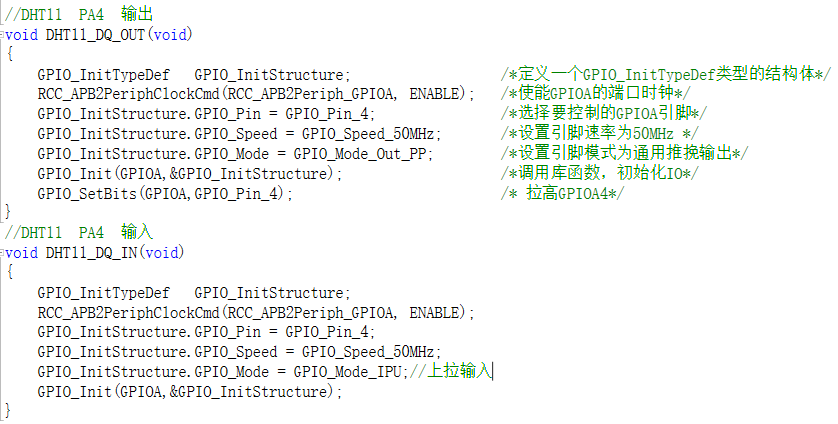 //DHT11  PA4  输出
void DHT11_DQ_OUT(void)
{
    GPIO_InitTypeDef   GPIO_InitStructure;                   /*定义一个GPIO_InitTypeDef类型的结构体*/
    RCC_APB2PeriphClockCmd(RCC_APB2Periph_GPIOA, ENABLE);   /*使能GPIOA的端口时钟*/
    GPIO_InitStructure.GPIO_Pin = GPIO_Pin_4;               /*选择要控制的GPIOA引脚*/
    GPIO_InitStructure.GPIO_Speed = GPIO_Speed_50MHz;       /*设置引脚速率为50MHz */
    GPIO_InitStructure.GPIO_Mode = GPIO_Mode_Out_PP;        /*设置引脚模式为通用推挽输出*/
    GPIO_Init(GPIOA,&GPIO_InitStructure);                   /*调用库函数，初始化IO*/
    GPIO_SetBits(GPIOA,GPIO_Pin_4);                         /* 拉高GPIOA4*/
}
//DHT11  PA4  输入
void DHT11_DQ_IN(void)
{
    GPIO_InitTypeDef   GPIO_InitStructure;
    RCC_APB2PeriphClockCmd(RCC_APB2Periph_GPIOA, ENABLE);
    GPIO_InitStructure.GPIO_Pin = GPIO_Pin_4;
    GPIO_InitStructure.GPIO_Speed = GPIO_Speed_50MHz;
    GPIO_InitStructure.GPIO_Mode = GPIO_Mode_IPU;//上拉输入
    GPIO_Init(GPIOA,&GPIO_InitStructure);
}